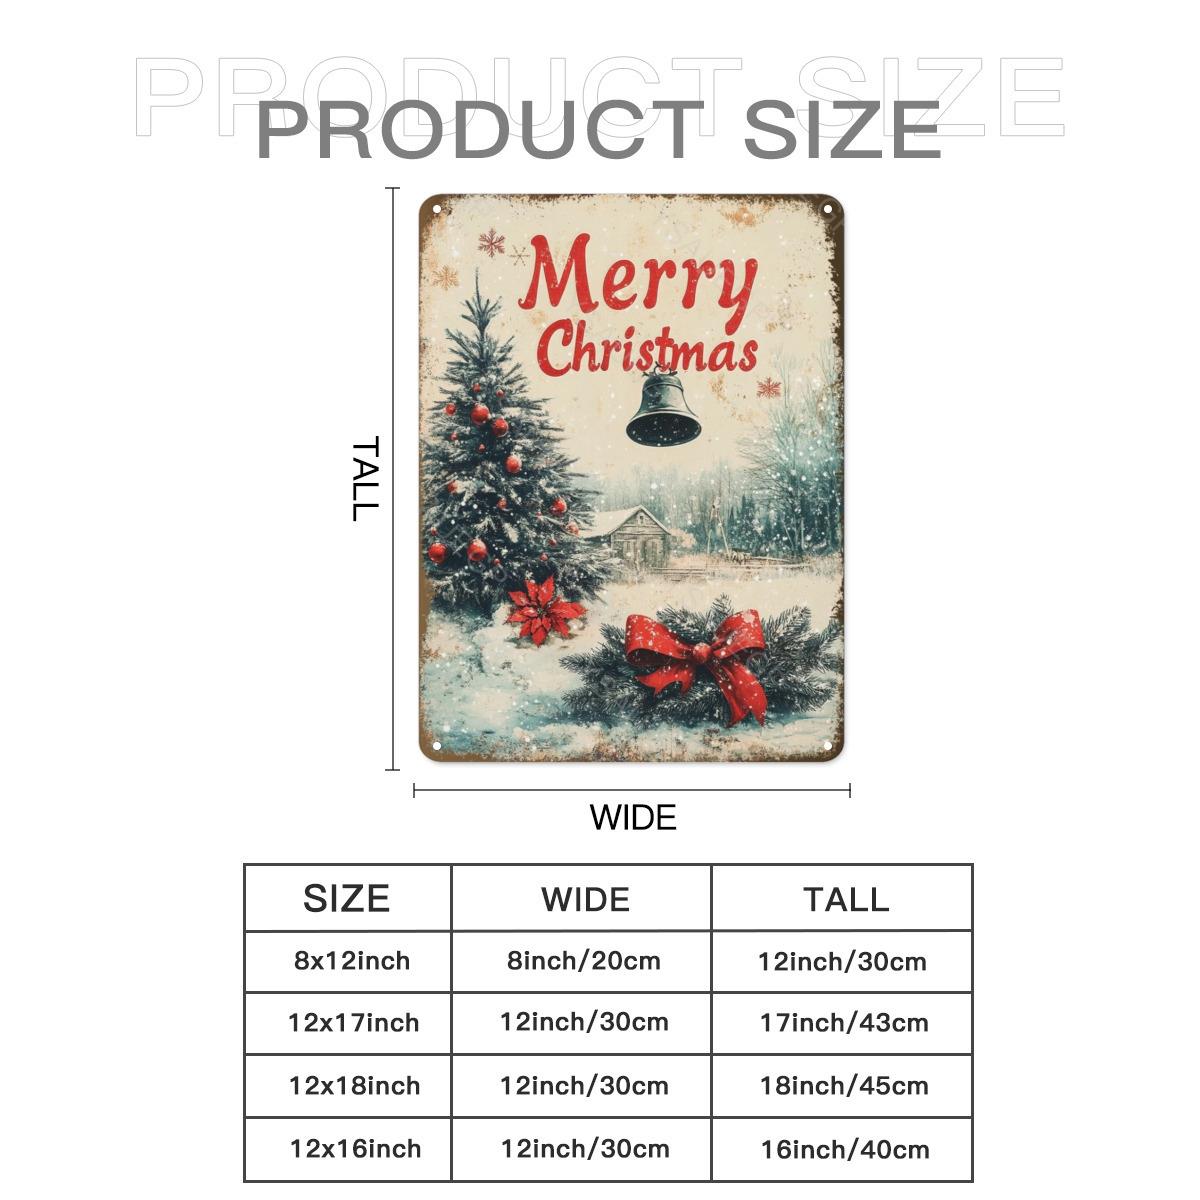 PRODUCT SIZE
PRODUCT SIZE
Merry
Christmas
TALL
WIDE
SIZE WIDE TALL
8x12inch 8inch/20cm 12inch/30cm
12x17inch 12inch/30cm 17inch/43cm
12x18inch 12inch/30cm 18inch/45cm
12x16inch 12inch/30cm 16inch/40cm